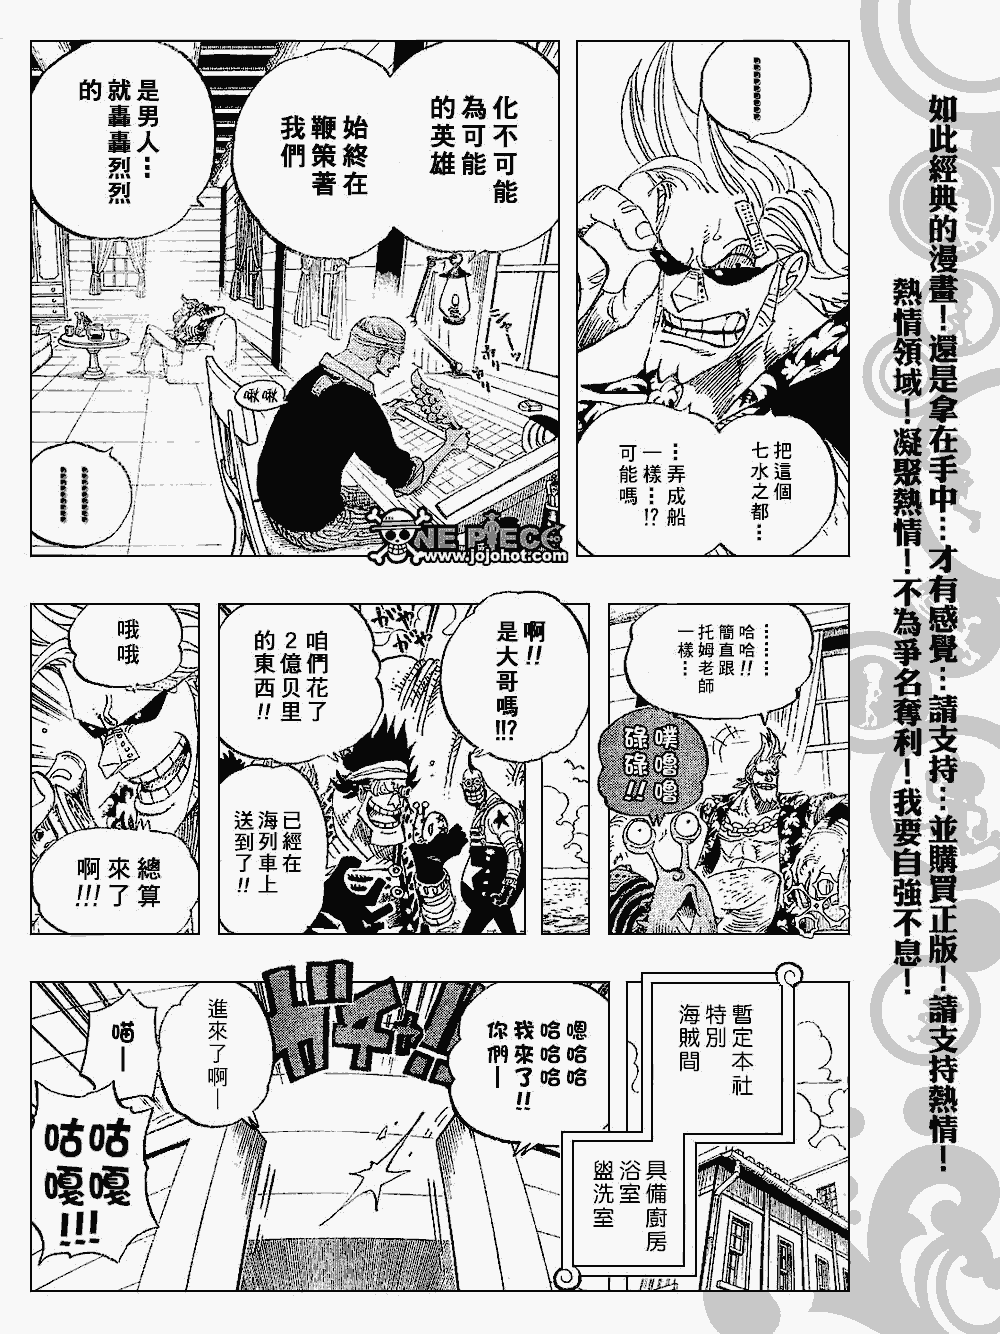 如此經典的漫畫！還是拿在手中…才有感覺…請支持…並購買正版！請支持熱情！
熱情領域！凝聚熱情！不為爭名奪利！我要自強不息！
把這個
七水之都…
…弄成船
一樣…!?
可能嗎
化不可能
為可能
的英雄
始終在
鞭策著
我們
是男人…
就轟轟烈烈
的
ONE PIECE
www.jojohot.com
………
哈哈!!
簡直跟
托姆老師
一樣…
噗嚕嚕
碌碌!!
啊!!
是大哥嗎!!?
咱們花了
2億貝里
的東西!!
已經在
海列車上
送到了!!
哦
哦
總算
來了
啊!!!
暫定本社
特別
海賊間
具備廚房
浴室
盥洗室
嗯哈哈
哈哈哈
我來了!!
你們—
進來了啊—
喵—
咕嘎
咕嘎!!!